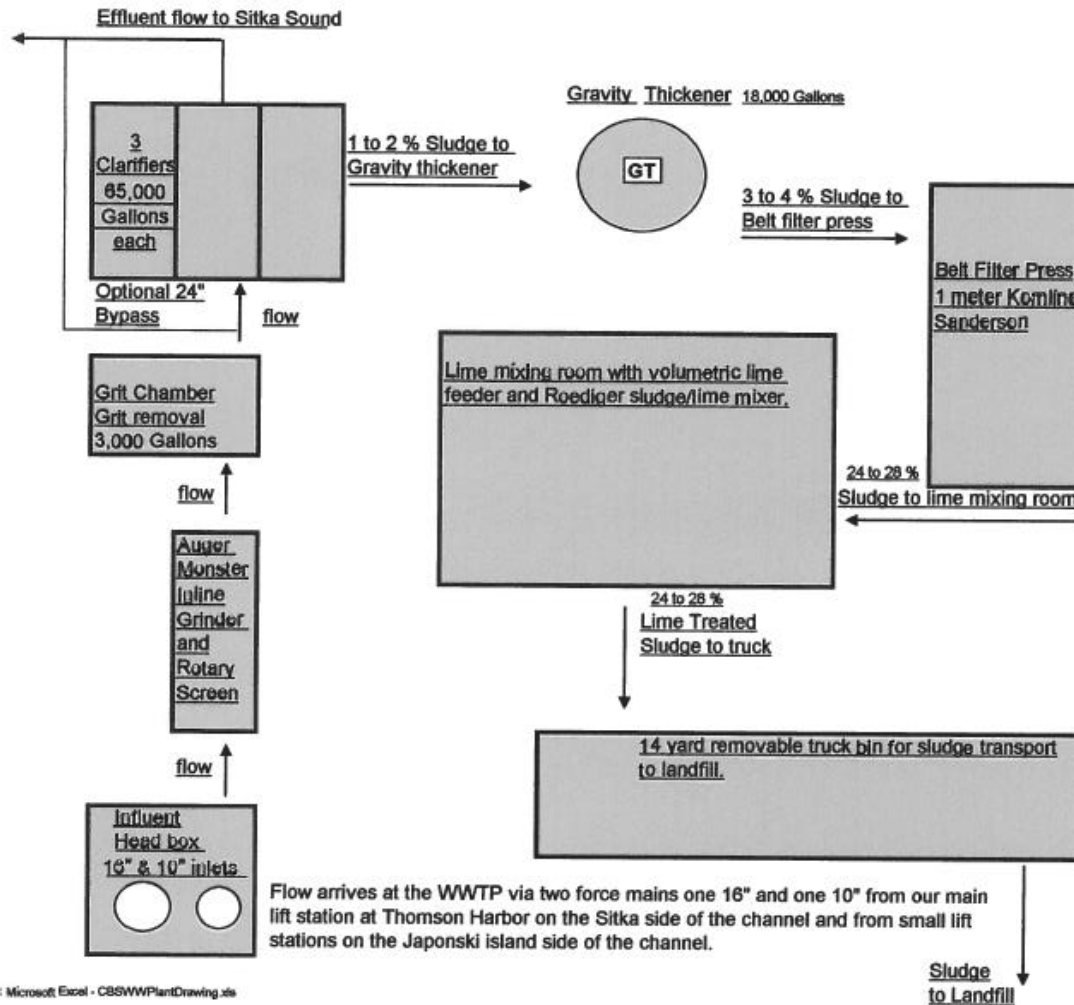 Effluent flow to Sitka Sound
3
Clarifiers
65,000
Gallons
each
1 to 2 % Sludge to
Gravity thickener
Gravity Thickener 18,000 Gallons
GT
3 to 4 % Sludge to
Belt filter press
Belt Filter Press
1 meter Komline
Sanderson
Optional 24"
Bypass
flow
Grit Chamber
Grit removal
3,000 Gallons
flow
Lime mixing room with volumetric lime
feeder and Roediger sludge/lime mixer.
24 to 28 %
Sludge to lime mixing room
Auger
Monster
Inline
Grinder
and
Rotary
Screen
24 to 28 %
Lime Treated
Sludge to truck
flow
14 yard removable truck bin for sludge transport
to landfill.
Influent
Head box
16" & 10" inlets
Flow arrives at the WWTP via two force mains one 16" and one 10" from our main
lift station at Thomson Harbor on the Sitka side of the channel and from small lift
stations on the Japonski island side of the channel.
Sludge
to Landfill
: Microsoft Excel - CBSWWPlantDrawing.xls